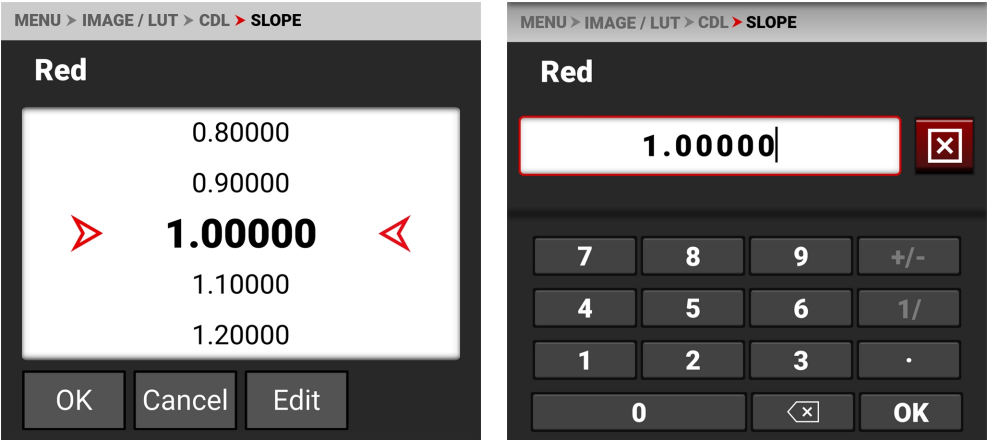 MENU > IMAGE / LUT > CDL > SLOPE
Red
0.80000
0.90000
1.00000
1.10000
1.20000
OK Cancel Edit
MENU > IMAGE / LUT > CDL > SLOPE
Red
1.00000
7 8 9 +/-
4 5 6 1/
1 2 3 .
0 OK